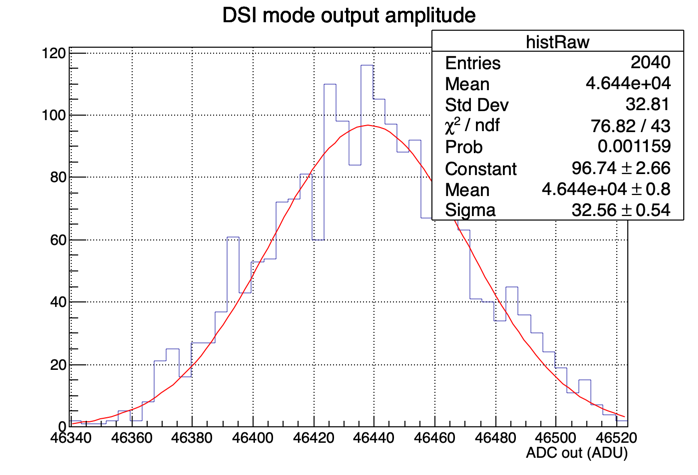 DSI mode output amplitude
histRaw
Entries 2040
Mean 4.644e+04
Std Dev 32.81
χ² / ndf 76.82 / 43
Prob 0.001159
Constant 96.74 ± 2.66
Mean 4.644e+04 ± 0.8
Sigma 32.56 ± 0.54
120
100
80
60
40
20
0
46340 46360 46380 46400 46420 46440 46460 46480 46500 46520
ADC out (ADU)